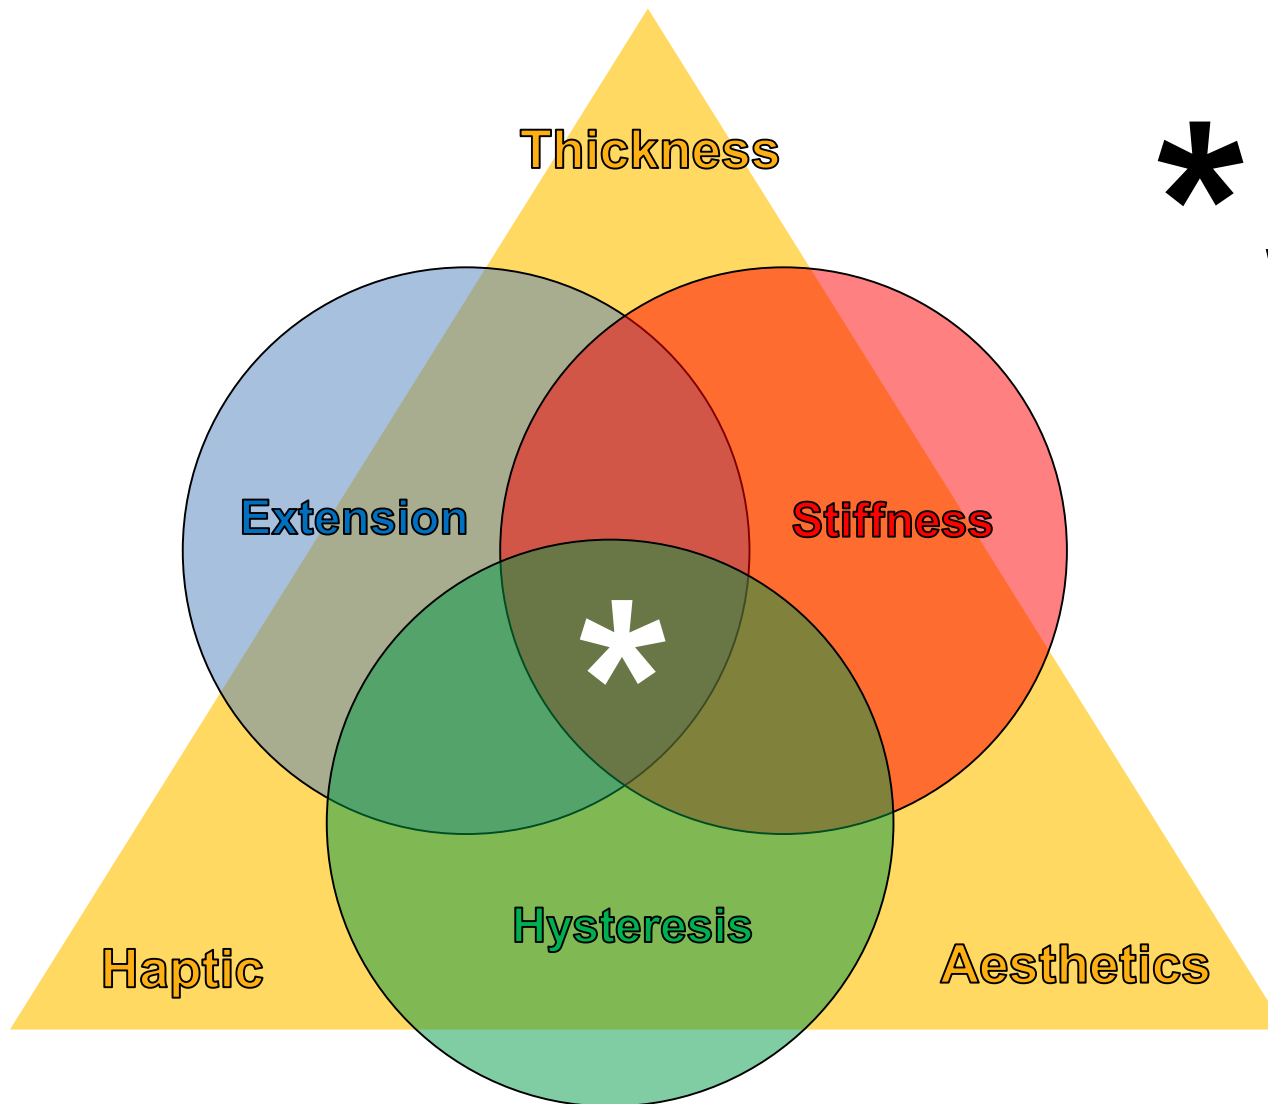 Thickness
*
Extension
Stiffness
*
Hysteresis
Haptic
Aesthetics